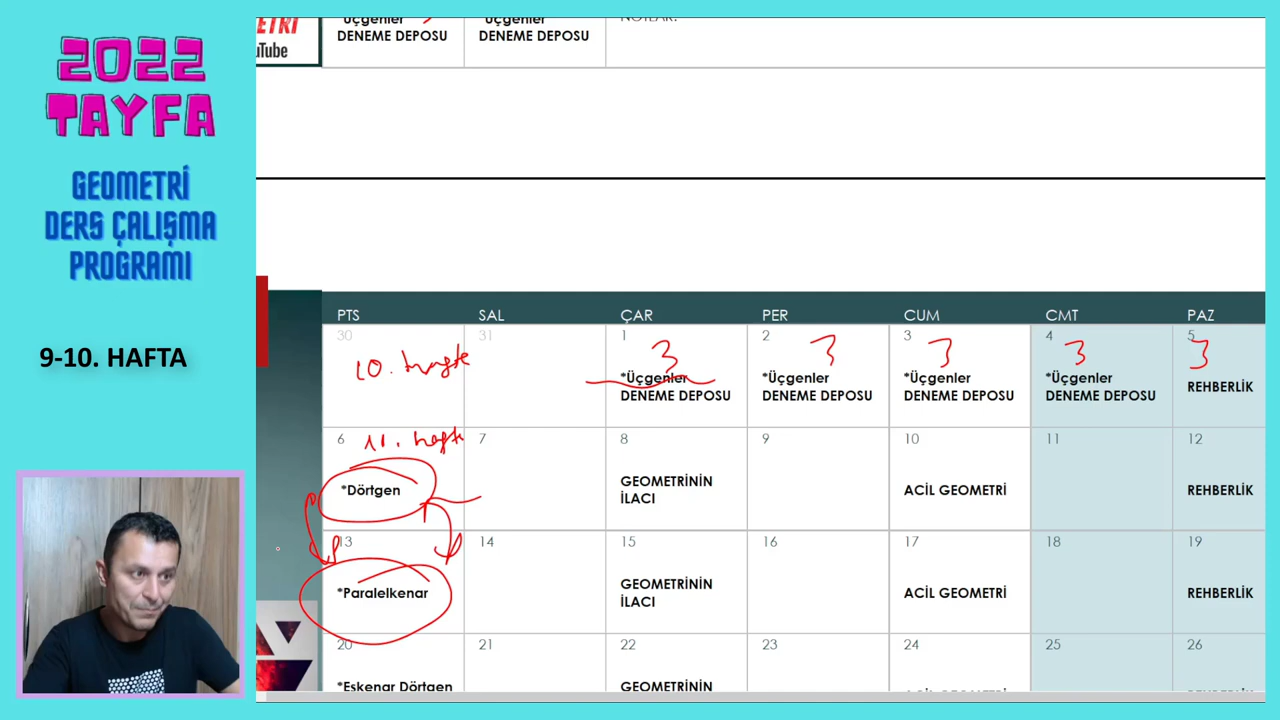 2022
TAYFA
GEOMETRİ
DERS ÇALIŞMA
PROGRAMI
9-10. HAFTA
Üçgenler
DENEME DEPOSU
Üçgenler
DENEME DEPOSU
NOTLAR:
PTS SAL ÇAR PER CUM CMT PAZ
30 31 1 2 3 4 5
10. hafta 3 3 3 3 3
*Üçgenler
DENEME DEPOSU
*Üçgenler
DENEME DEPOSU
*Üçgenler
DENEME DEPOSU
*Üçgenler
DENEME DEPOSU
REHBERLİK
6 7 8 9 10 11 12
11. hafta
*Dörtgen
GEOMETRİNİN
İLACI
ACİL GEOMETRİ
REHBERLİK
13 14 15 16 17 18 19
*Paralelkenar
GEOMETRİNİN
İLACI
ACİL GEOMETRİ
REHBERLİK
20 21 22 23 24 25 26
*Eşkenar Dörtgen
GEOMETRİNİN